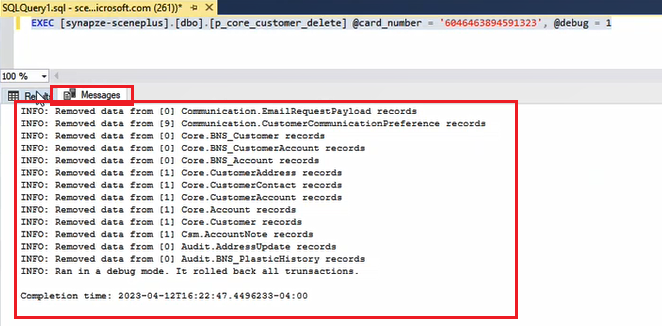 SQLQuery1.sql - sce...icrosoft.com (261))*
EXEC [synapze-sceneplus].[dbo].[p_core_customer_delete] @card_number = '6046463894591323', @debug = 1
100 %
Messages
INFO: Removed data from [0] Communication.EmailRequestPayload records
INFO: Removed data from [9] Communication.CustomerCommunicationPreference records
INFO: Removed data from [0] Core.BNS_Customer records
INFO: Removed data from [0] Core.BNS_CustomerAccount records
INFO: Removed data from [0] Core.BNS_Account records
INFO: Removed data from [1] Core.CustomerAddress records
INFO: Removed data from [1] Core.CustomerContact records
INFO: Removed data from [1] Core.CustomerAccount records
INFO: Removed data from [1] Core.Account records
INFO: Removed data from [1] Core.Customer records
INFO: Removed data from [1] Csm.AccountNote records
INFO: Removed data from [0] Audit.AddressUpdate records
INFO: Removed data from [0] Audit.BNS_PlasticHistory records
INFO: Ran in a debug mode. It rolled back all trunsactions.
Completion time: 2023-04-12T16:22:47.4496233-04:00